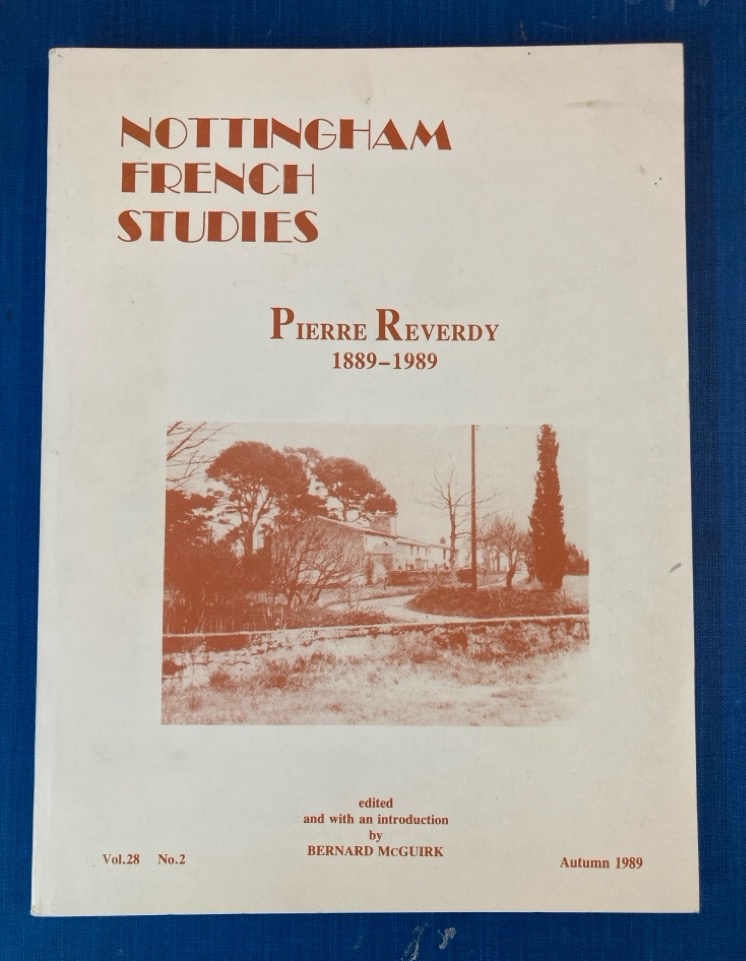 NOTTINGHAM
FRENCH
STUDIES
PIERRE REVERDY
1889–1989
edited
and with an introduction
by
BERNARD McGUIRK
Vol.28 No.2
Autumn 1989